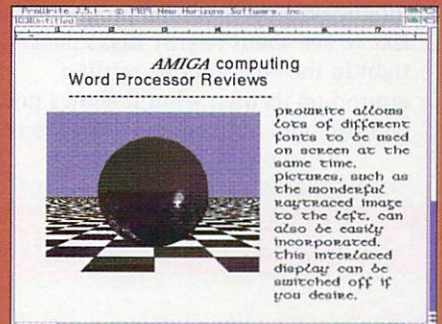 ProWrite 2.5.1 - © 1989 New Horizons Software, Inc.
Untitled
AMIGA computing
Word Processor Reviews
prowrite allows
lots of different
fonts to be used
on screen at the
same time.
pictures, such as
the wonderful
raytraced image
to the left, can
also be easily
incorporated.
this interlaced
display can be
switched off if
you desire.